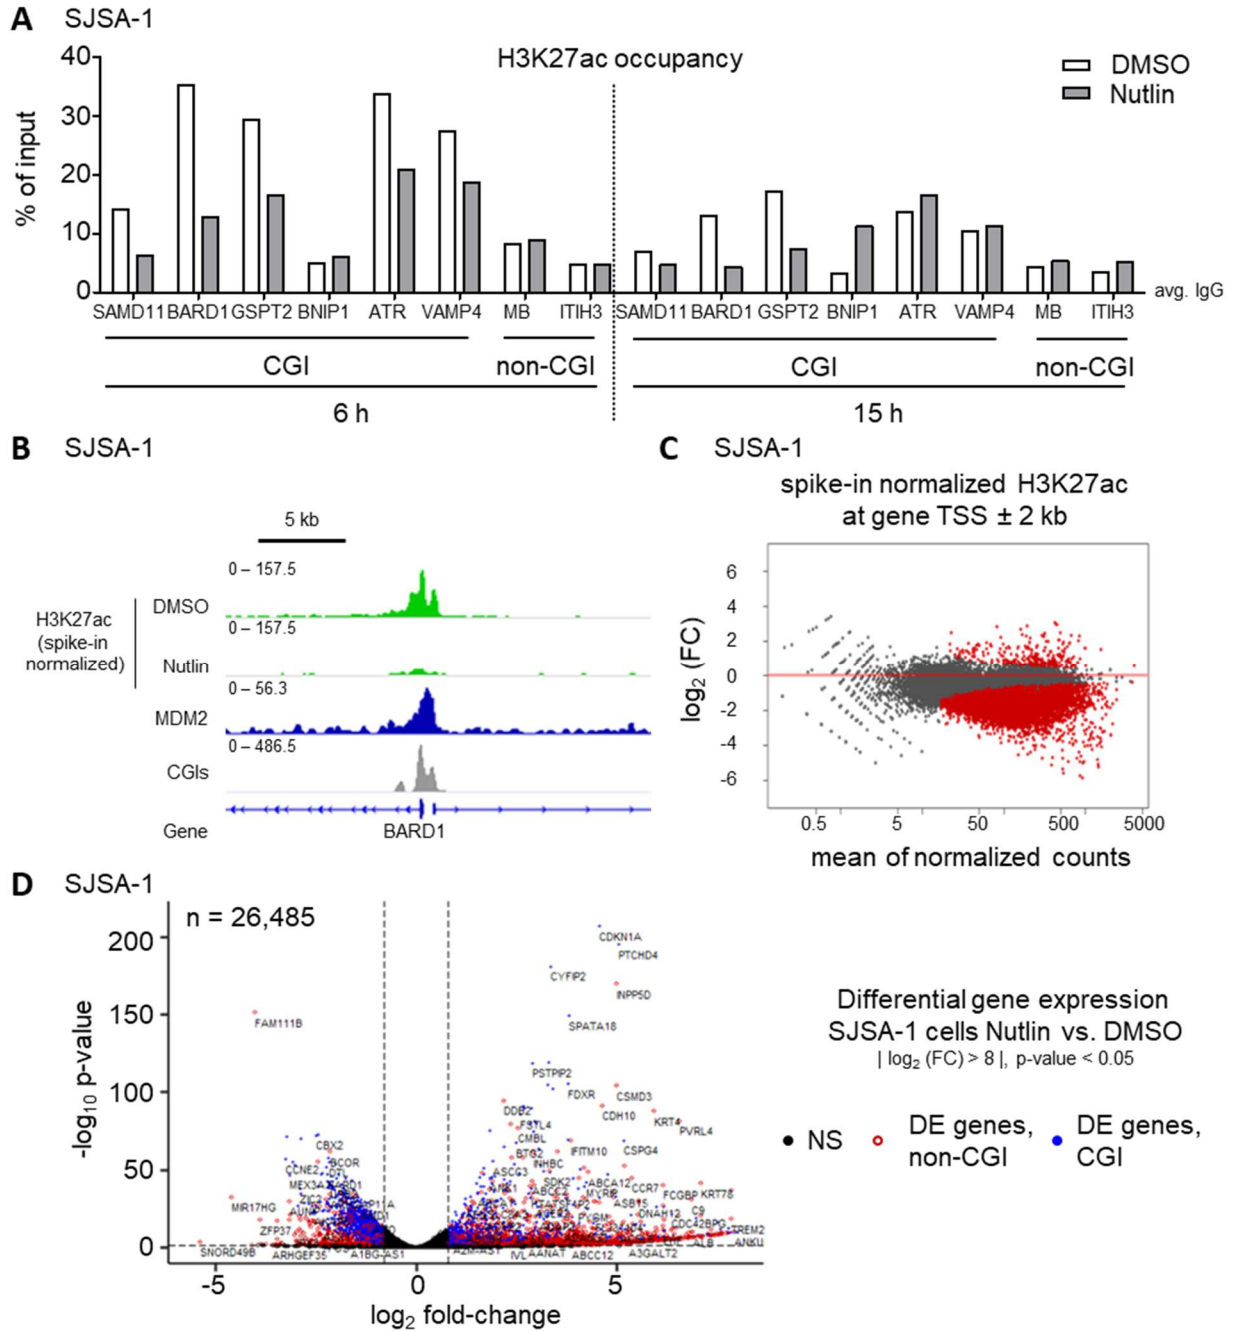 A SJSA-1
H3K27ac occupancy
DMSO
Nutlin
% of input
40
30
20
10
0
avg. IgG
SAMD11 BARD1 GSPT2 BNIP1 ATR VAMP4 MB ITIH3 SAMD11 BARD1 GSPT2 BNIP1 ATR VAMP4 MB ITIH3
CGI non-CGI CGI non-CGI
6 h 15 h
B SJSA-1
5 kb
H3K27ac
(spike-in
normalized)
0 – 157.5
DMSO
0 – 157.5
Nutlin
0 – 56.3
MDM2
0 – 486.5
CGIs
Gene
BARD1
C SJSA-1
spike-in normalized H3K27ac
at gene TSS ± 2 kb
log2 (FC)
6
4
2
0
-2
-4
-6
0.5 5 50 500 5000
mean of normalized counts
D SJSA-1
n = 26,485
-log10 p-value
200
150
100
50
0
CDKN1A
PTCHD4
CYFIP2
INPP5D
SPATA18
FAM111B
PSTPIP2
FDXR
CSMD3
DDB2
CDH10
KRT4
FSTL4
PVRL4
CMBL
CBX2
BTG2
IFITM10
CSPG4
BCOR
INHBC
CCNE2
ASCC3
SDK2
ABCA12
CCR7
FCGBP
KRT78
ABCC2
MYRIP
ZIC2
MIR17HG
ASB15
DNAH12
C9
CDC42BPG
ZFP37
TREM2
ALB
ANKU
SNORD49B
ARHGEF35
A1BG-AS1
A2M-AS1
IVL
AANAT
ABCC12
A3GALT2
-5 0 5
log2 fold-change
Differential gene expression
SJSA-1 cells Nutlin vs. DMSO
| log2 (FC) > 8 |, p-value < 0.05
NS
DE genes,
non-CGI
DE genes,
CGI